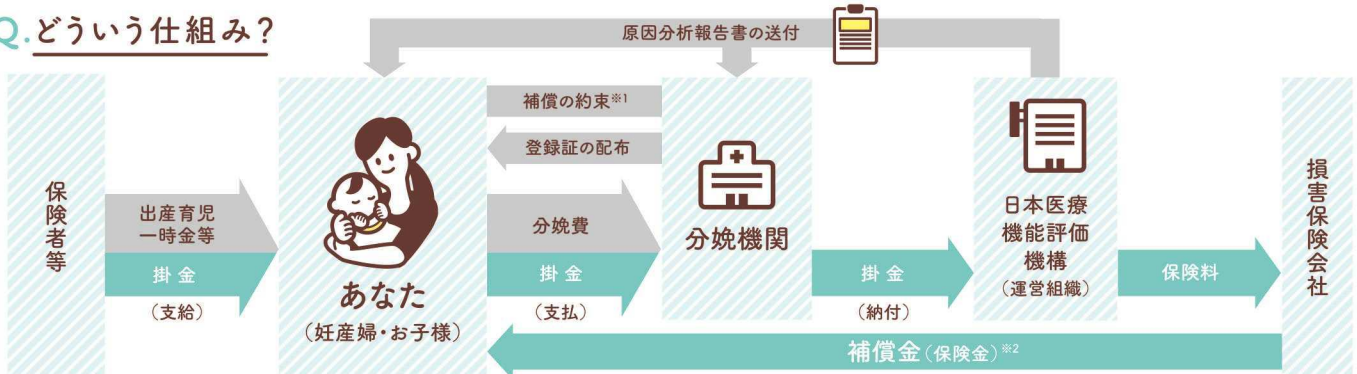 Q.どういう仕組み?
原因分析報告書の送付
保険者等
出産育児
一時金等
掛金
(支給)
あなた
(妊産婦・お子様)
補償の約束※1
登録証の配布
分娩費
掛金
(支払)
分娩機関
掛金
(納付)
日本医療
機能評価
機構
(運営組織)
保険料
損害保険会社
補償金(保険金)※2